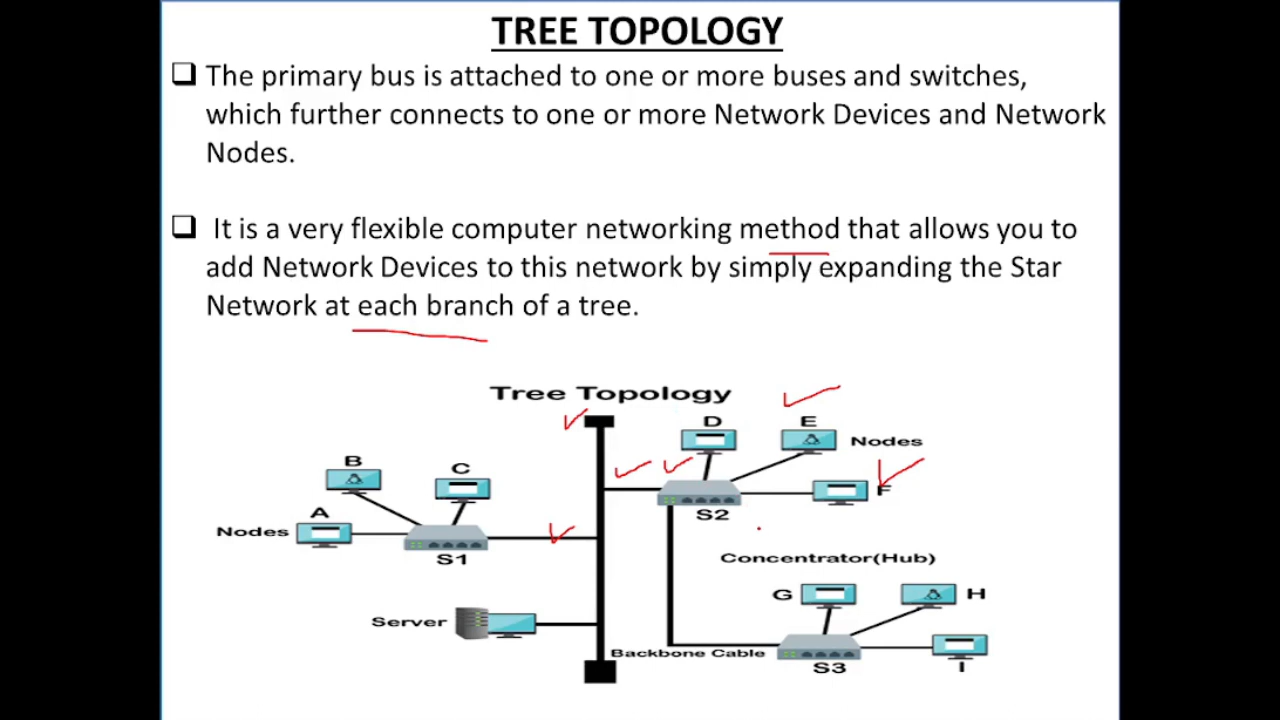 TREE TOPOLOGY
❑ The primary bus is attached to one or more buses and switches,
which further connects to one or more Network Devices and Network
Nodes.
❑ It is a very flexible computer networking method that allows you to
add Network Devices to this network by simply expanding the Star
Network at each branch of a tree.
Tree Topology
D E
Nodes
B C
F
A
S2
Nodes
S1
Concentrator(Hub)
G H
Server
Backbone Cable
S3 I